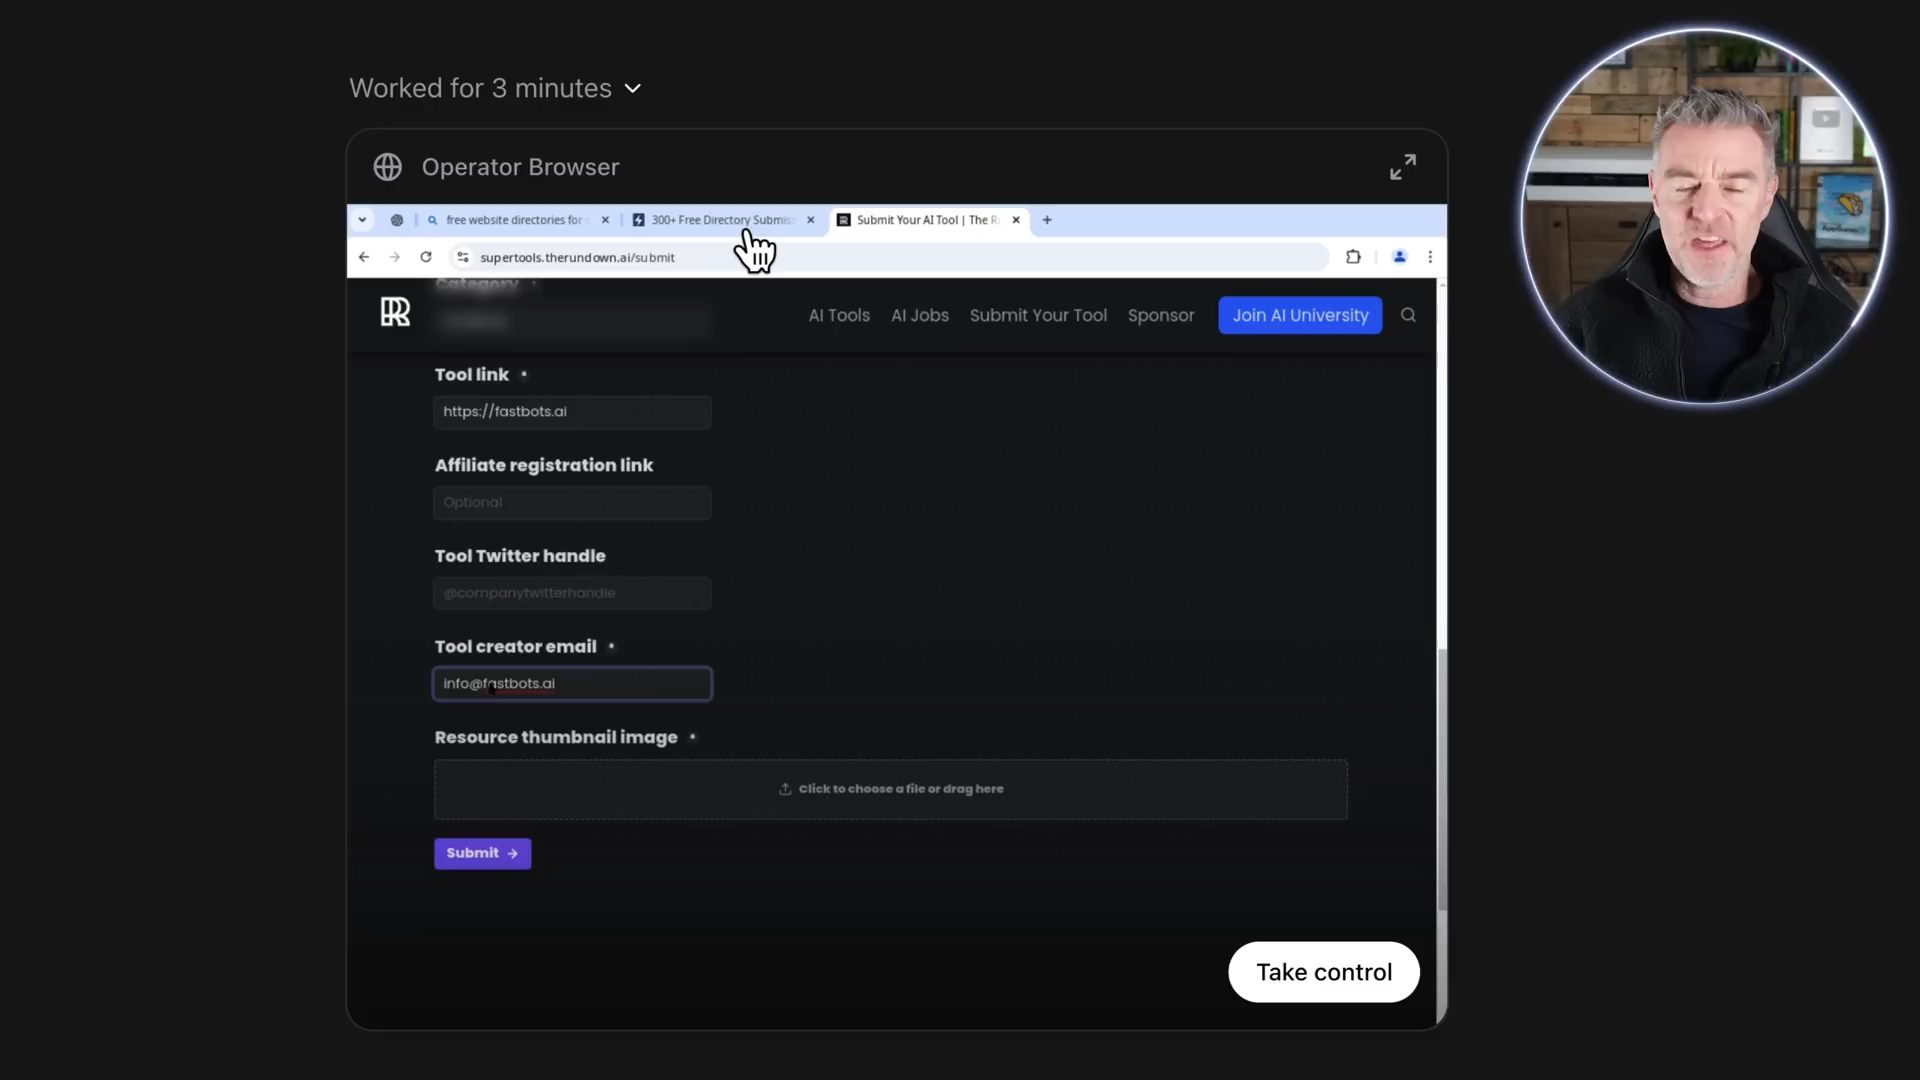 Worked for 3 minutes
Operator Browser
free website directories for s
300+ Free Directory Submiss
Submit Your AI Tool | The R
supertools.therundown.ai/submit
Category
AI Tools
AI Jobs
Submit Your Tool
Sponsor
Join AI University
Tool link
https://fastbots.ai
Affiliate registration link
Optional
Tool Twitter handle
@companytwitterhandle
Tool creator email
info@fastbots.ai
Resource thumbnail image
Click to choose a file or drag here
Submit →
Take control